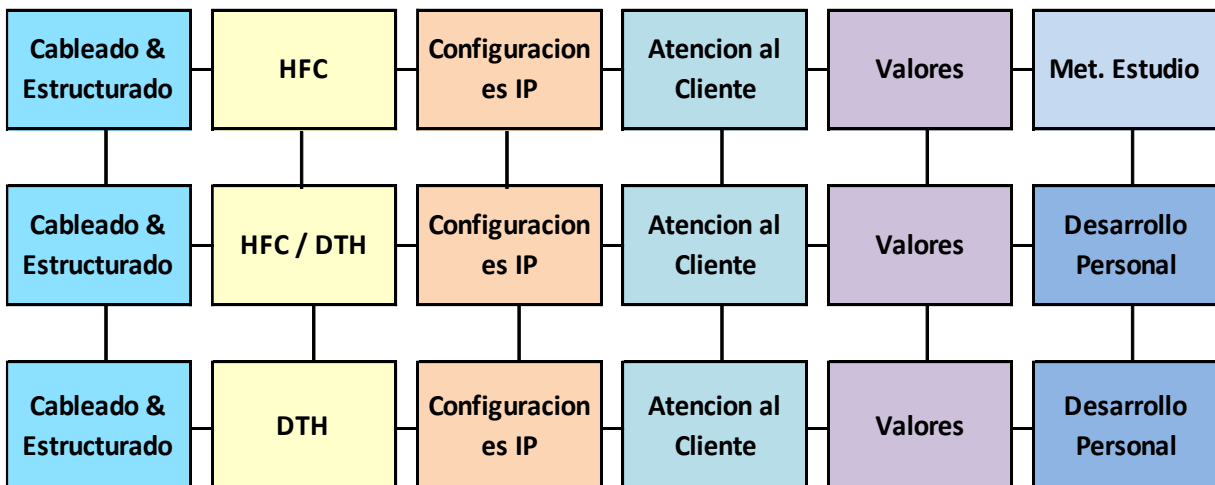 Cableado &
Estructurado
HFC
Configuracion
es IP
Atencion al
Cliente
Valores
Met. Estudio
Cableado &
Estructurado
HFC / DTH
Configuracion
es IP
Atencion al
Cliente
Valores
Desarrollo
Personal
Cableado &
Estructurado
DTH
Configuracion
es IP
Atencion al
Cliente
Valores
Desarrollo
Personal